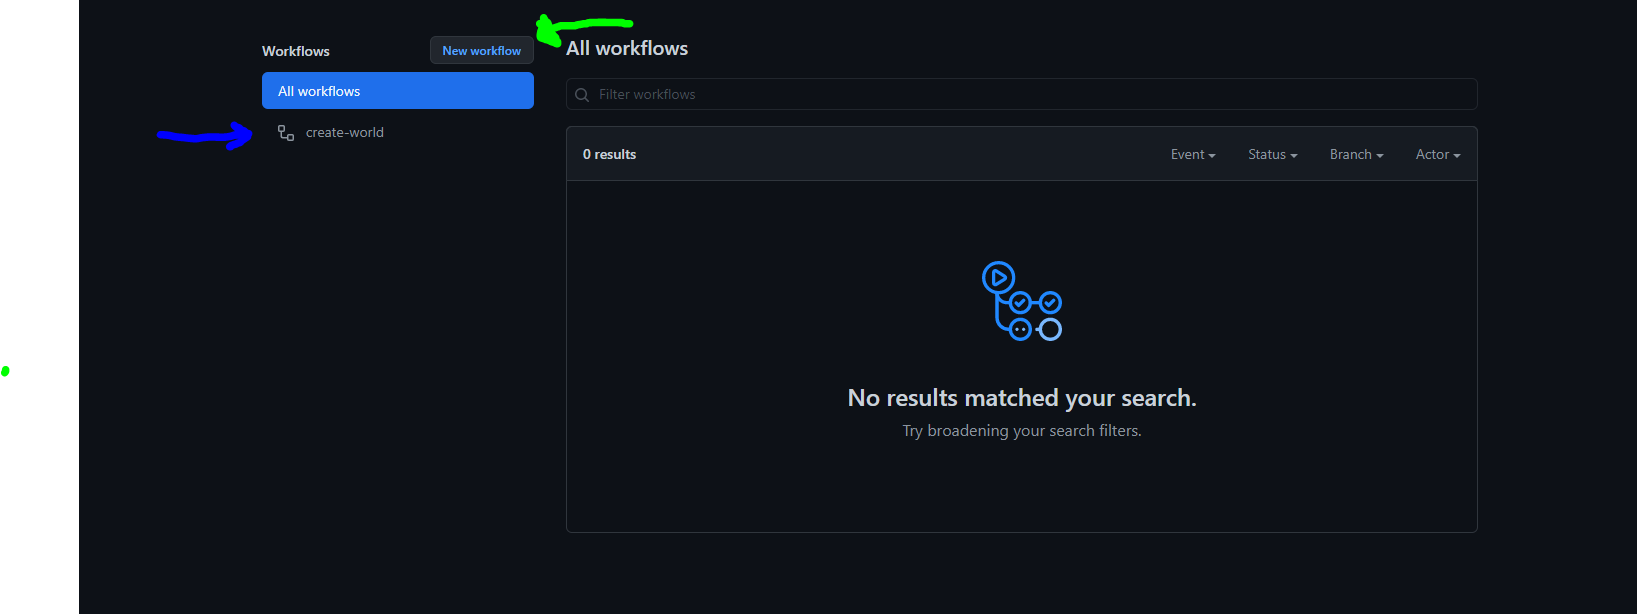 Workflows
New workflow
All workflows
create-world
All workflows
Filter workflows
0 results
Event
Status
Branch
Actor
No results matched your search.
Try broadening your search filters.